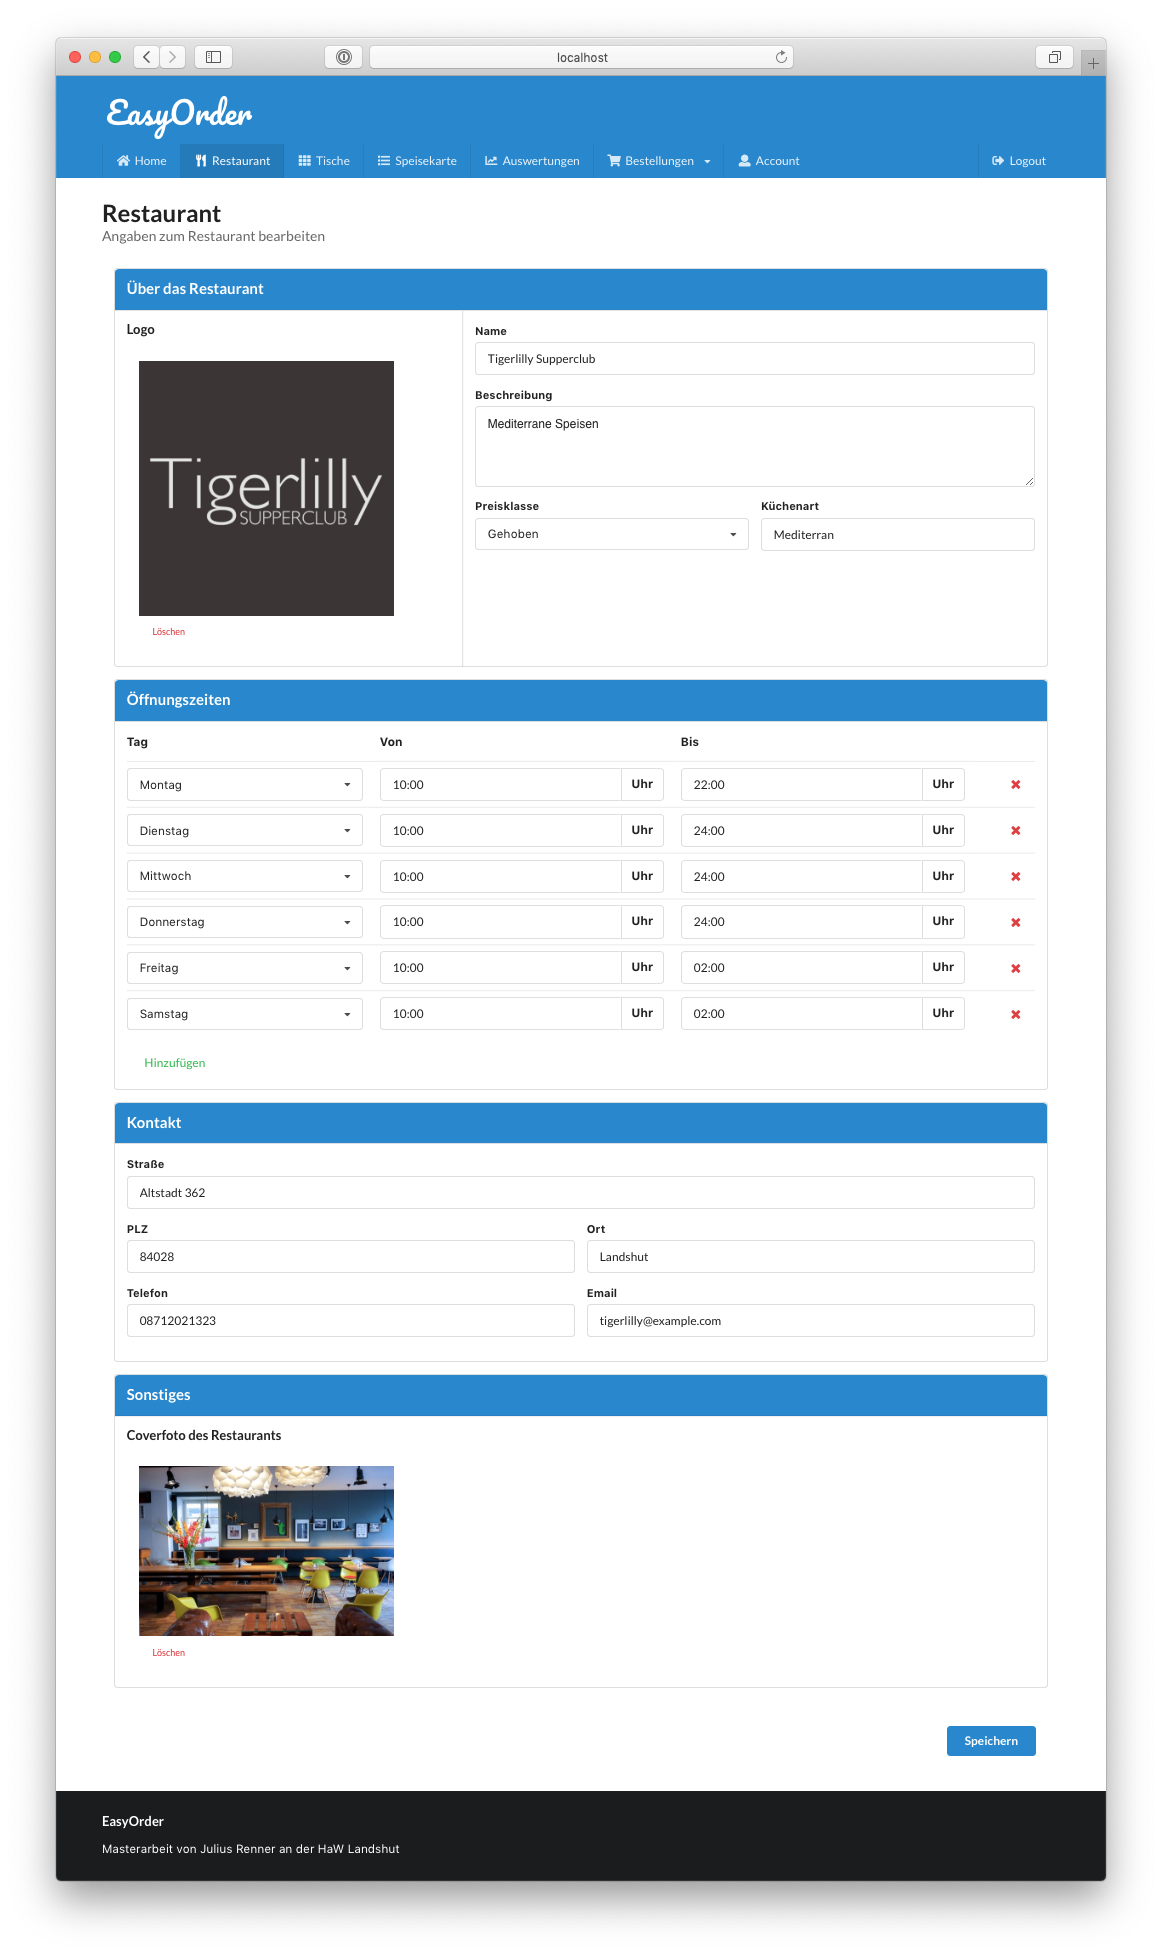 localhost
EasyOrder
Home Restaurant Tische Speisekarte Auswertungen Bestellungen Account Logout
Restaurant
Angaben zum Restaurant bearbeiten
Über das Restaurant
Logo
Tigerlilly
SUPPERCLUB
Löschen
Name
Tigerlilly Supperclub
Beschreibung
Mediterrane Speisen
Preisklasse Küchenart
Gehoben Mediterran
Öffnungszeiten
Tag Von Bis
Montag 10:00 Uhr 22:00 Uhr
Dienstag 10:00 Uhr 24:00 Uhr
Mittwoch 10:00 Uhr 24:00 Uhr
Donnerstag 10:00 Uhr 24:00 Uhr
Freitag 10:00 Uhr 02:00 Uhr
Samstag 10:00 Uhr 02:00 Uhr
Hinzufügen
Kontakt
Straße
Altstadt 362
PLZ Ort
84028 Landshut
Telefon Email
08712021323 tigerlilly@example.com
Sonstiges
Coverfoto des Restaurants
Löschen
Speichern
EasyOrder
Masterarbeit von Julius Renner an der HaW Landshut